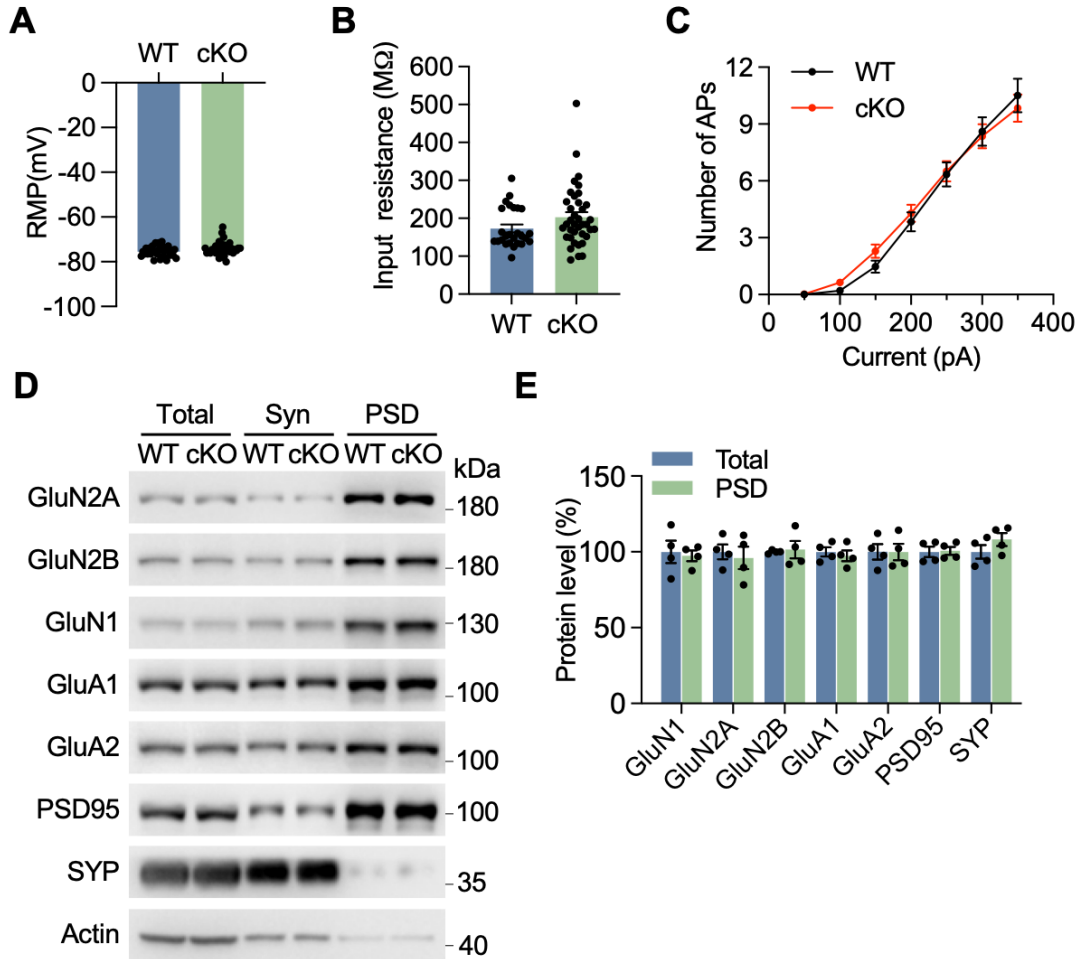 A
WT cKO
0
-20
-40
-60
-80
-100
RMP(mV)
B
Input resistance (MΩ)
600
500
400
300
200
100
0
WT cKO
C
Number of APs
12
9
6
3
0
WT
cKO
0 100 200 300 400
Current (pA)
D
Total Syn PSD
WT cKO WT cKO WT cKO
kDa
GluN2A 180
GluN2B 180
GluN1 130
GluA1 100
GluA2 100
PSD95 100
SYP 35
Actin 40
E
Total
PSD
Protein level (%)
150
100
50
0
GluN1 GluN2A GluN2B GluA1 GluA2 PSD95 SYP